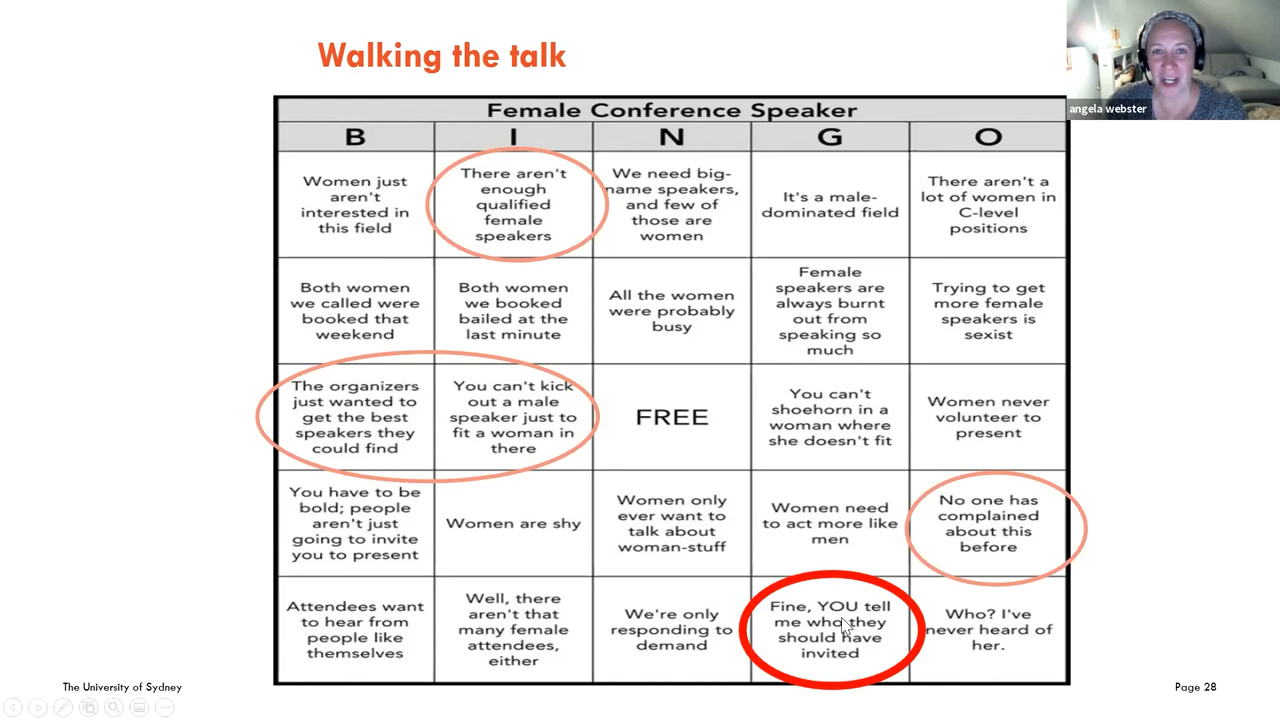 Walking the talk
angela webster
Female Conference Speaker
B I N G O
Women just
aren't
interested in
this field
There aren't
enough
qualified
female
speakers
We need big-
name speakers,
and few of
those are
women
It's a male-
dominated field
There aren't a
lot of women in
C-level
positions
Both women
we called were
booked that
weekend
Both women
we booked
bailed at the
last minute
All the women
were probably
busy
Female
speakers are
always burnt
out from
speaking so
much
Trying to get
more female
speakers is
sexist
The organizers
just wanted to
get the best
speakers they
could find
You can't kick
out a male
speaker just to
fit a woman in
there
FREE
You can't
shoehorn in a
woman where
she doesn't fit
Women never
volunteer to
present
You have to be
bold; people
aren't just
going to invite
you to present
Women are shy
Women only
ever want to
talk about
woman-stuff
Women need
to act more like
men
No one has
complained
about this
before
Attendees want
to hear from
people like
themselves
Well, there
aren't that
many female
attendees,
either
We're only
responding to
demand
Fine, YOU tell
me who they
should have
invited
Who? I've
never heard of
her.
The University of Sydney
Page 28